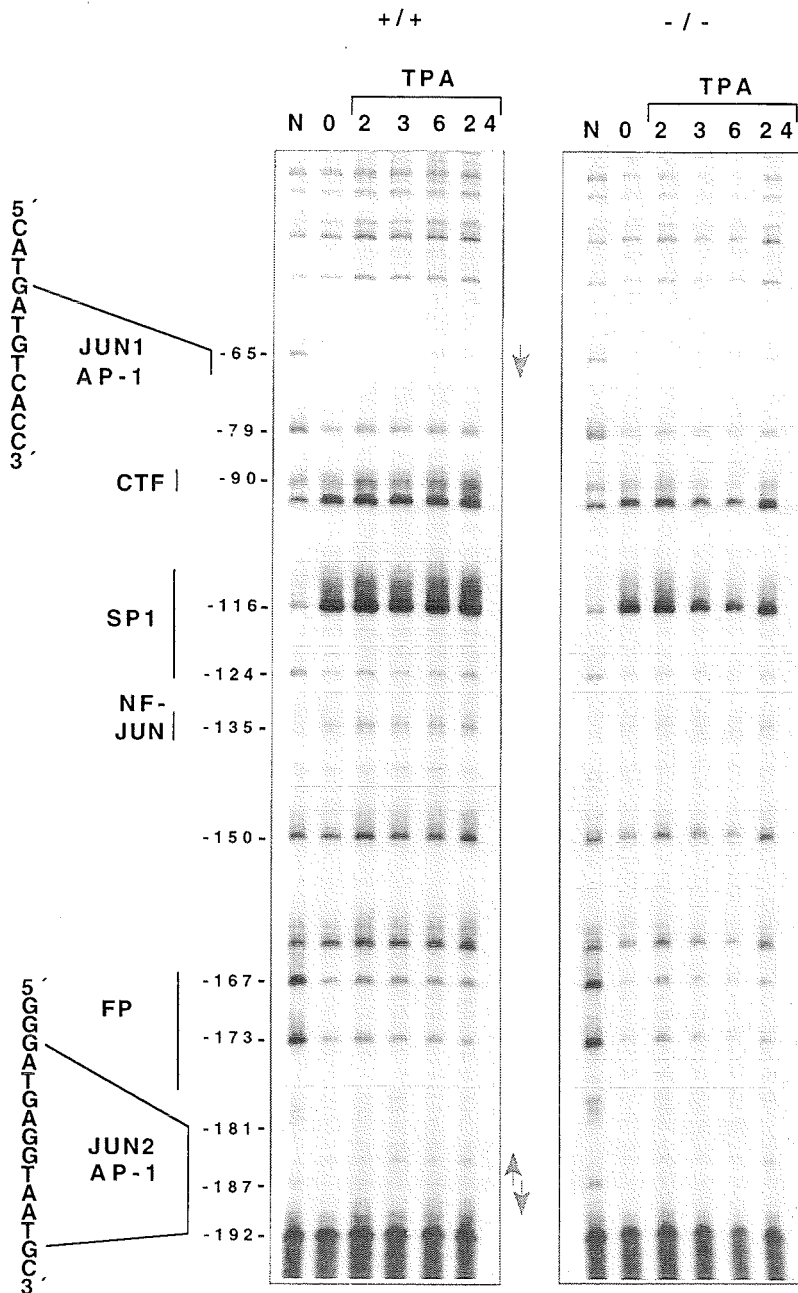 +/+
-/-
TPA
TPA
N 0 2 3 6 24
N 0 2 3 6 24
5´
C
A
T
G
A
T
G
T
C
A
C
C
3´
JUN1
AP-1
-65-
-79-
-90-
CTF
-116-
SP1
-124-
NF-
JUN
-135-
-150-
-167-
FP
-173-
5´
G
G
G
A
T
G
A
G
G
T
A
A
T
G
C
3´
-181-
JUN2
AP-1
-187-
-192-